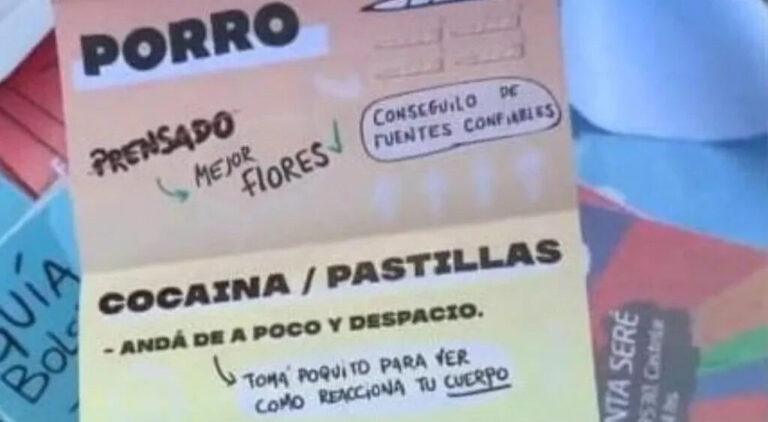 PORRO
PRENSADO
MEJOR
FLORES
CONSEGUILO DE
FUENTES CONFIABLES
COCAINA / PASTILLAS
- ANDÁ DE A POCO Y DESPACIO.
TOMÁ POQUITO PARA VER
COMO REACCIONA TU CUERPO
GUÍA
NTA SERÉ